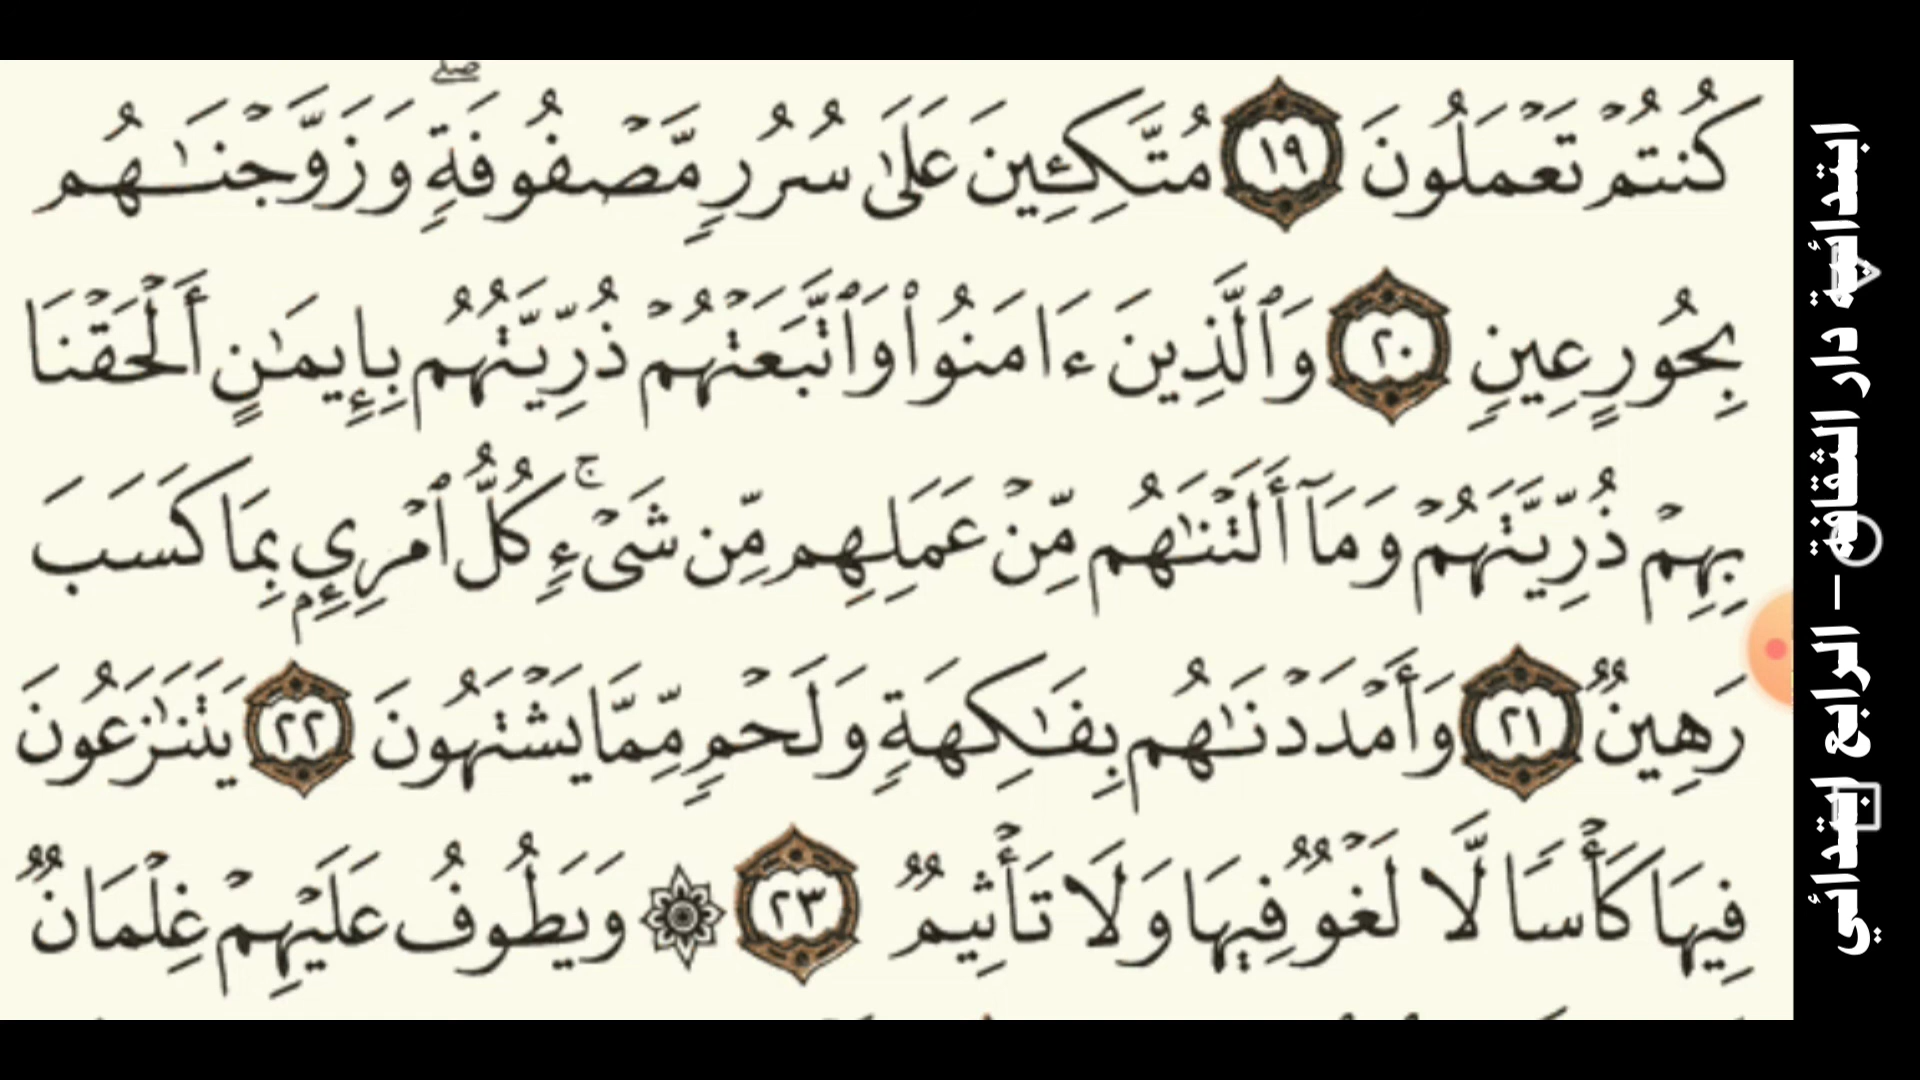 كُنتُمْ تَعْمَلُونَ ١٩ مُتَّكِـِٔينَ عَلَىٰ سُرُرٍ مَّصْفُوفَةٍ ۖ وَزَوَّجْنَـٰهُم
بِحُورٍ عِينٍ ٢٠ وَٱلَّذِينَ ءَامَنُوا۟ وَٱتَّبَعَتْهُمْ ذُرِّيَّتُهُم بِإِيمَـٰنٍ أَلْحَقْنَا
بِهِمْ ذُرِّيَّتَهُمْ وَمَآ أَلَتْنَـٰهُم مِّنْ عَمَلِهِم مِّن شَىْءٍ ۚ كُلُّ ٱمْرِئٍۭ بِمَا كَسَبَ
رَهِينٌ ٢١ وَأَمْدَدْنَـٰهُم بِفَـٰكِهَةٍ وَلَحْمٍ مِّمَّا يَشْتَهُونَ ٢٢ يَتَنَـٰزَعُونَ
فِيهَا كَأْسًا لَّا لَغْوٌ فِيهَا وَلَا تَأْثِيمٌ ٢٣ ۞ وَيَطُوفُ عَلَيْهِمْ غِلْمَانٌ
ابتدائية دار الثقافة – الرابع ابتدائي